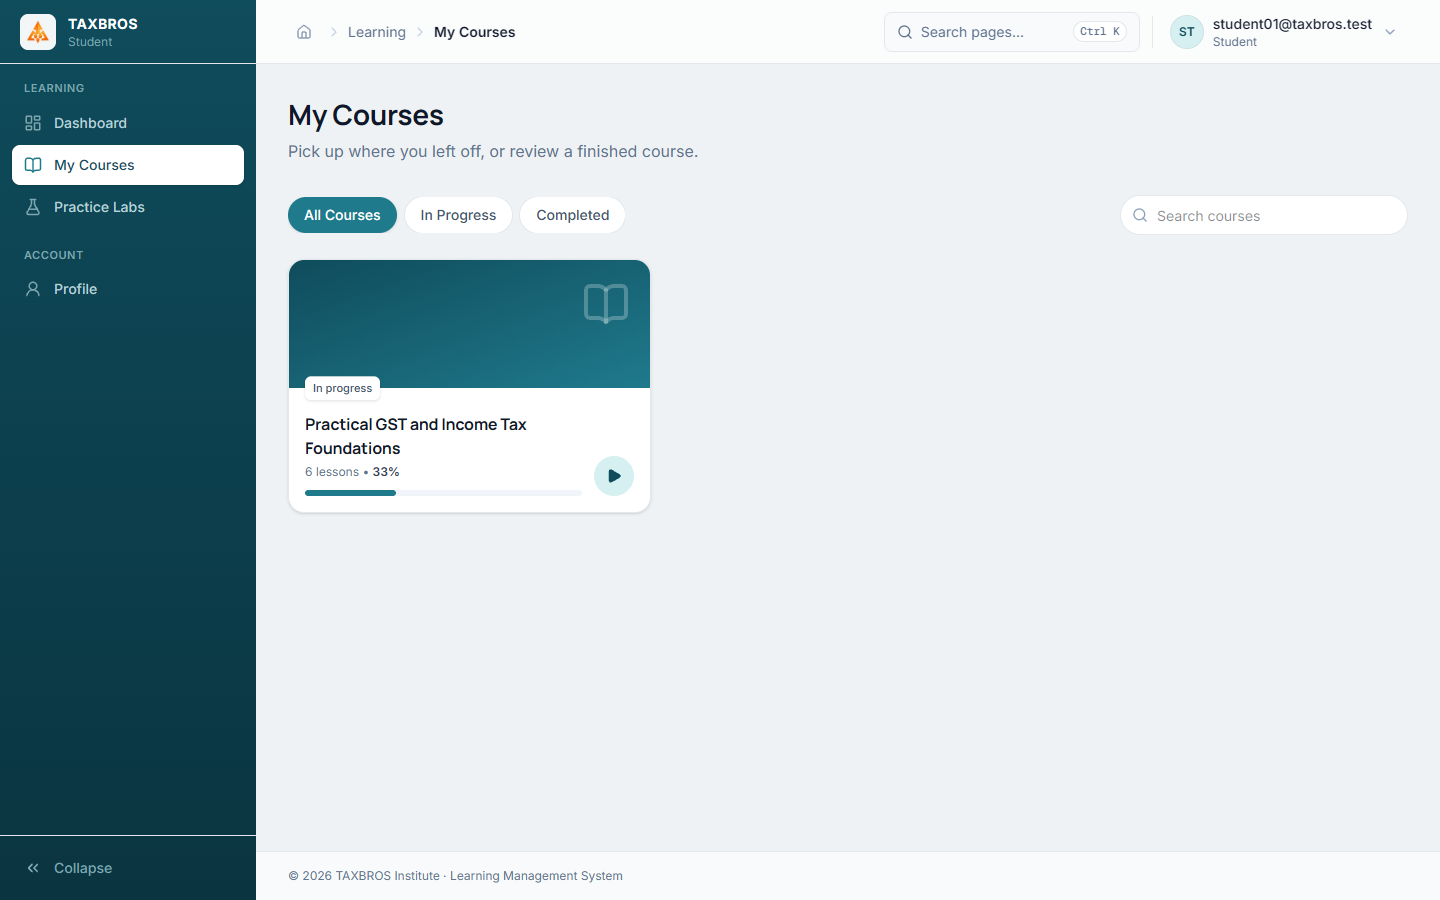 TAXBROS
Student
LEARNING
Dashboard
My Courses
Practice Labs
ACCOUNT
Profile
Collapse
Learning
My Courses
Search pages...
Ctrl K
ST
student01@taxbros.test
Student
My Courses
Pick up where you left off, or review a finished course.
All Courses
In Progress
Completed
Search courses
In progress
Practical GST and Income Tax
Foundations
6 lessons • 33%
© 2026 TAXBROS Institute · Learning Management System